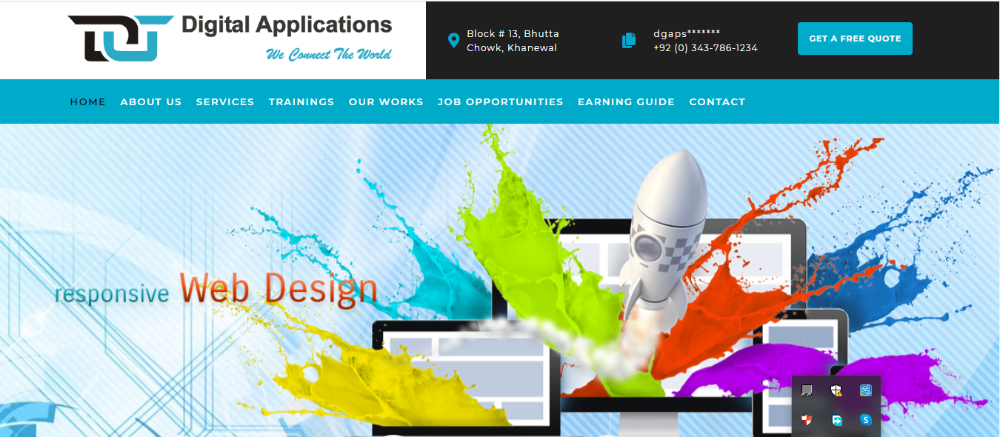 Digital Applications
We Connect The World
Block # 13, Bhutta
Chowk, Khanewal
dgaps*******
+92 (0) 343-786-1234
GET A FREE QUOTE
HOME ABOUT US SERVICES TRAININGS OUR WORKS JOB OPPORTUNITIES EARNING GUIDE CONTACT
responsive Web Design